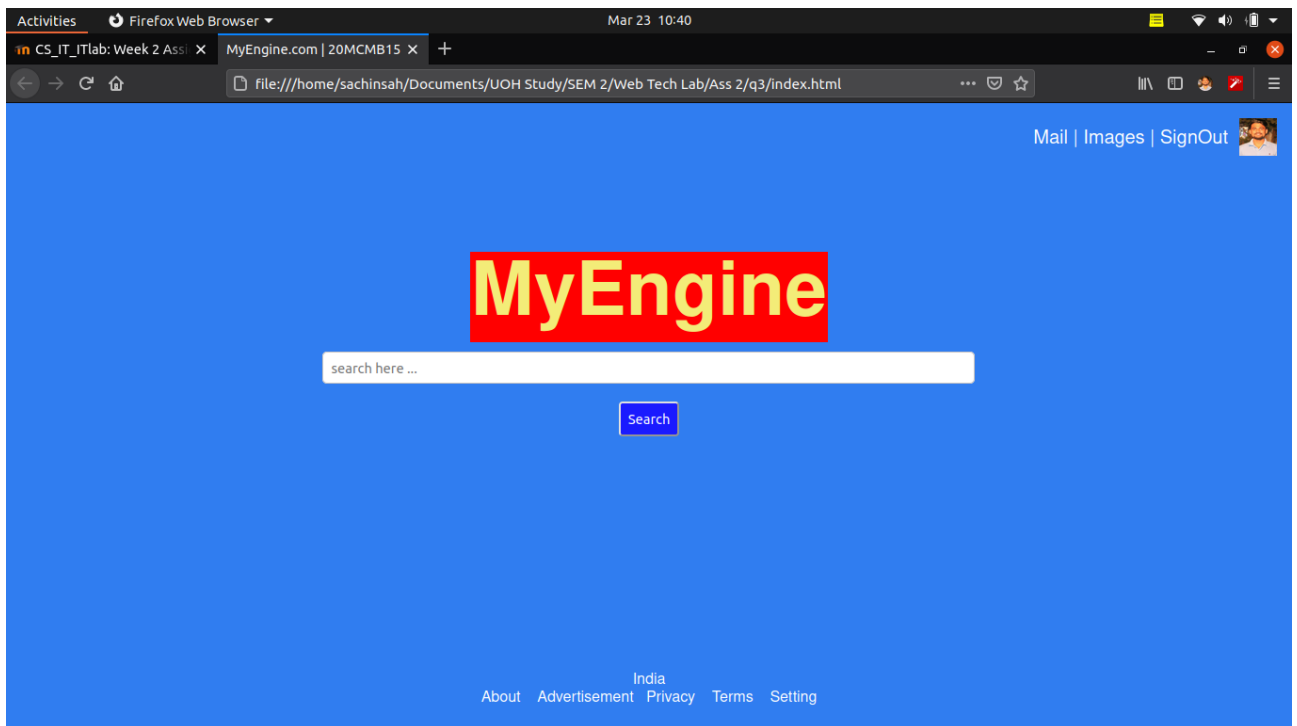 Activities Firefox Web Browser Mar 23 10:40
CS_IT_ITlab: Week 2 Assi MyEngine.com | 20MCMB15
file:///home/sachinsah/Documents/UOH Study/SEM 2/Web Tech Lab/Ass 2/q3/index.html
Mail | Images | SignOut
MyEngine
search here ...
Search
India
About Advertisement Privacy Terms Setting